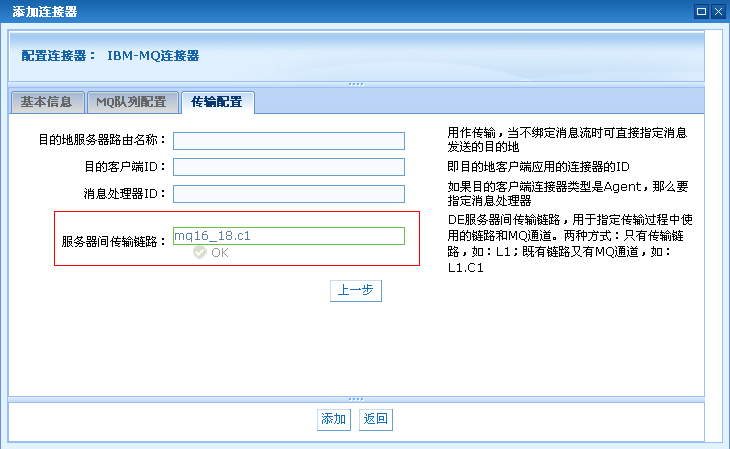 添加连接器
配置连接器： IBM-MQ连接器
基本信息 MQ队列配置 传输配置
目的地服务器路由名称：
用作传输，当不绑定消息流时可直接指定消息
发送的目的地
目的客户端ID：
即目的地客户端应用的连接器的ID
消息处理器ID：
如果目的客户端连接器类型是Agent，那么要
指定消息处理器
服务器间传输链路： mq16_18.c1
OK
DE服务器间传输链路，用于指定传输过程中使
用的链路和MQ通道。两种方式：只有传输链
路，如：L1；既有链路又有MQ通道，如：
L1.C1
上一步
添加 返回